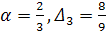 α = 2/3, Δ₃ = 8/9